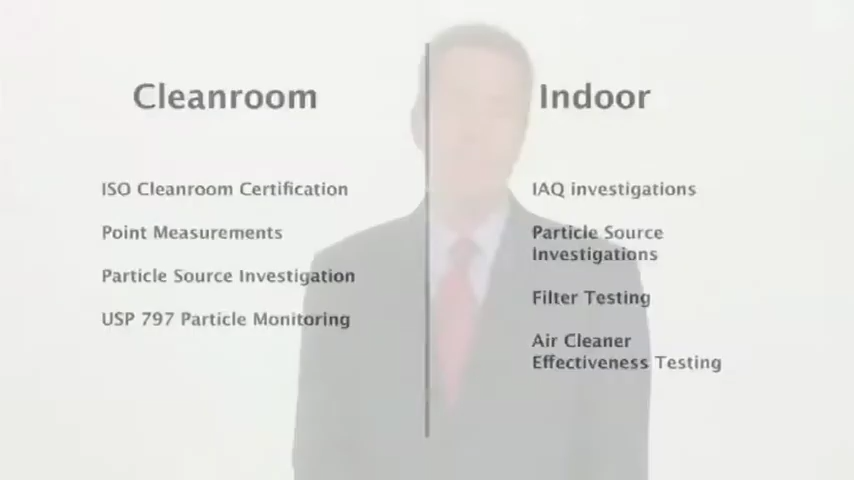 Cleanroom
ISO Cleanroom Certification
Point Measurements
Particle Source Investigation
USP 797 Particle Monitoring
Indoor
IAQ investigations
Particle Source
Investigations
Filter Testing
Air Cleaner
Effectiveness Testing